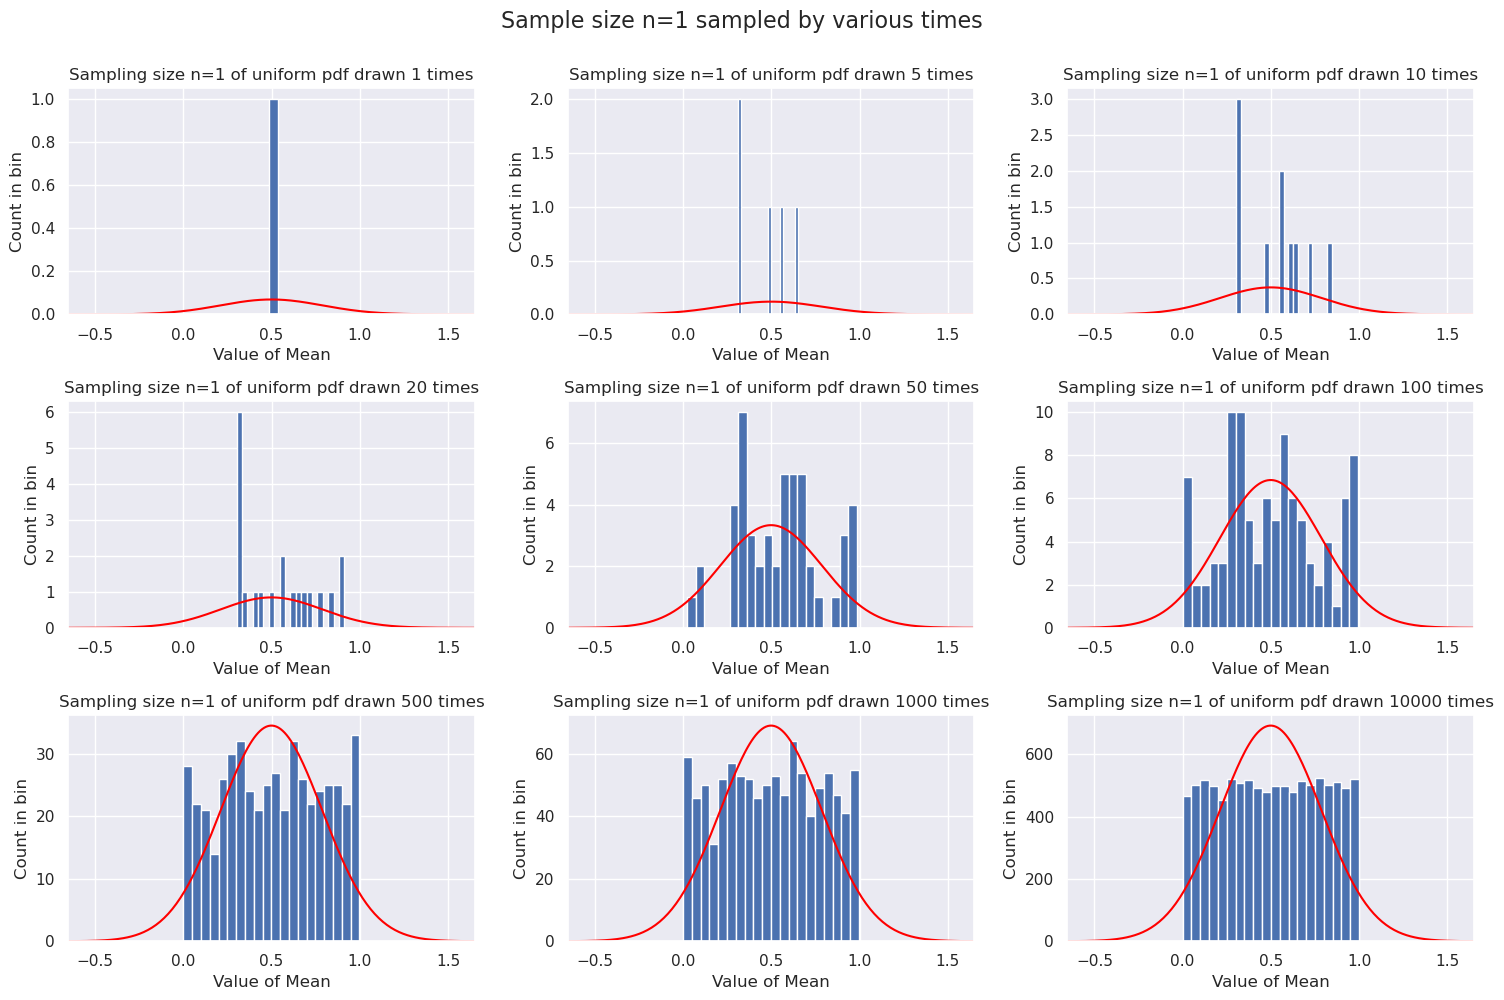 Sample size n=1 sampled by various times
Sampling size n=1 of uniform pdf drawn 1 times
1.0
0.8
0.6
0.4
0.2
0.0
Count in bin
−0.5 0.0 0.5 1.0 1.5
Value of Mean
Sampling size n=1 of uniform pdf drawn 5 times
2.0
1.5
1.0
0.5
0.0
Count in bin
−0.5 0.0 0.5 1.0 1.5
Value of Mean
Sampling size n=1 of uniform pdf drawn 10 times
3.0
2.5
2.0
1.5
1.0
0.5
0.0
Count in bin
−0.5 0.0 0.5 1.0 1.5
Value of Mean
Sampling size n=1 of uniform pdf drawn 20 times
6
5
4
3
2
1
0
Count in bin
−0.5 0.0 0.5 1.0 1.5
Value of Mean
Sampling size n=1 of uniform pdf drawn 50 times
6
4
2
0
Count in bin
−0.5 0.0 0.5 1.0 1.5
Value of Mean
Sampling size n=1 of uniform pdf drawn 100 times
10
8
6
4
2
0
Count in bin
−0.5 0.0 0.5 1.0 1.5
Value of Mean
Sampling size n=1 of uniform pdf drawn 500 times
30
20
10
0
Count in bin
−0.5 0.0 0.5 1.0 1.5
Value of Mean
Sampling size n=1 of uniform pdf drawn 1000 times
60
40
20
0
Count in bin
−0.5 0.0 0.5 1.0 1.5
Value of Mean
Sampling size n=1 of uniform pdf drawn 10000 times
600
400
200
0
Count in bin
−0.5 0.0 0.5 1.0 1.5
Value of Mean